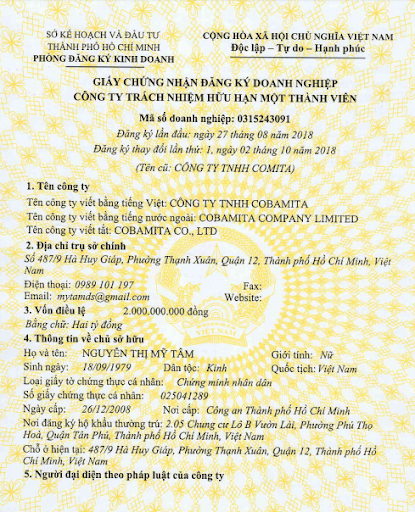 SỞ KẾ HOẠCH VÀ ĐẦU TƯ
THÀNH PHỐ HỒ CHÍ MINH
PHÒNG ĐĂNG KÝ KINH DOANH
CỘNG HÒA XÃ HỘI CHỦ NGHĨA VIỆT NAM
Độc lập – Tự do – Hạnh phúc
GIẤY CHỨNG NHẬN ĐĂNG KÝ DOANH NGHIỆP
CÔNG TY TRÁCH NHIỆM HỮU HẠN MỘT THÀNH VIÊN
Mã số doanh nghiệp: 0315243091
Đăng ký lần đầu: ngày 27 tháng 08 năm 2018
Đăng ký thay đổi lần thứ: 1, ngày 02 tháng 10 năm 2018
(Tên cũ: CÔNG TY TNHH COMITA)
1. Tên công ty
Tên công ty viết bằng tiếng Việt: CÔNG TY TNHH COBAMITA
Tên công ty viết bằng tiếng nước ngoài: COBAMITA COMPANY LIMITED
Tên công ty viết tắt: COBAMITA CO., LTD
2. Địa chỉ trụ sở chính
Số 487/9 Hà Huy Giáp, Phường Thạnh Xuân, Quận 12, Thành phố Hồ Chí Minh, Việt
Nam
Điện thoại: 0989 101 197 Fax:
Email: mytamds@gmail.com Website:
3. Vốn điều lệ 2.000.000.000 đồng
Bằng chữ: Hai tỷ đồng
4. Thông tin về chủ sở hữu
Họ và tên: NGUYỄN THỊ MỸ TÂM Giới tính: Nữ
Sinh ngày: 18/09/1979 Dân tộc: Kinh Quốc tịch: Việt Nam
Loại giấy tờ chứng thực cá nhân: Chứng minh nhân dân
Số giấy chứng thực cá nhân: 025041289
Ngày cấp: 26/12/2008 Nơi cấp: Công an Thành phố Hồ Chí Minh
Nơi đăng ký hộ khẩu thường trú: 2.05 Chung cư Lô B Vườn Lài, Phường Phú Thọ
Hoà, Quận Tân Phú, Thành phố Hồ Chí Minh, Việt Nam
Chỗ ở hiện tại: 487/9 Hà Huy Giáp, Phường Thạnh Xuân, Quận 12, Thành phố Hồ
Chí Minh, Việt Nam
5. Người đại diện theo pháp luật của công ty